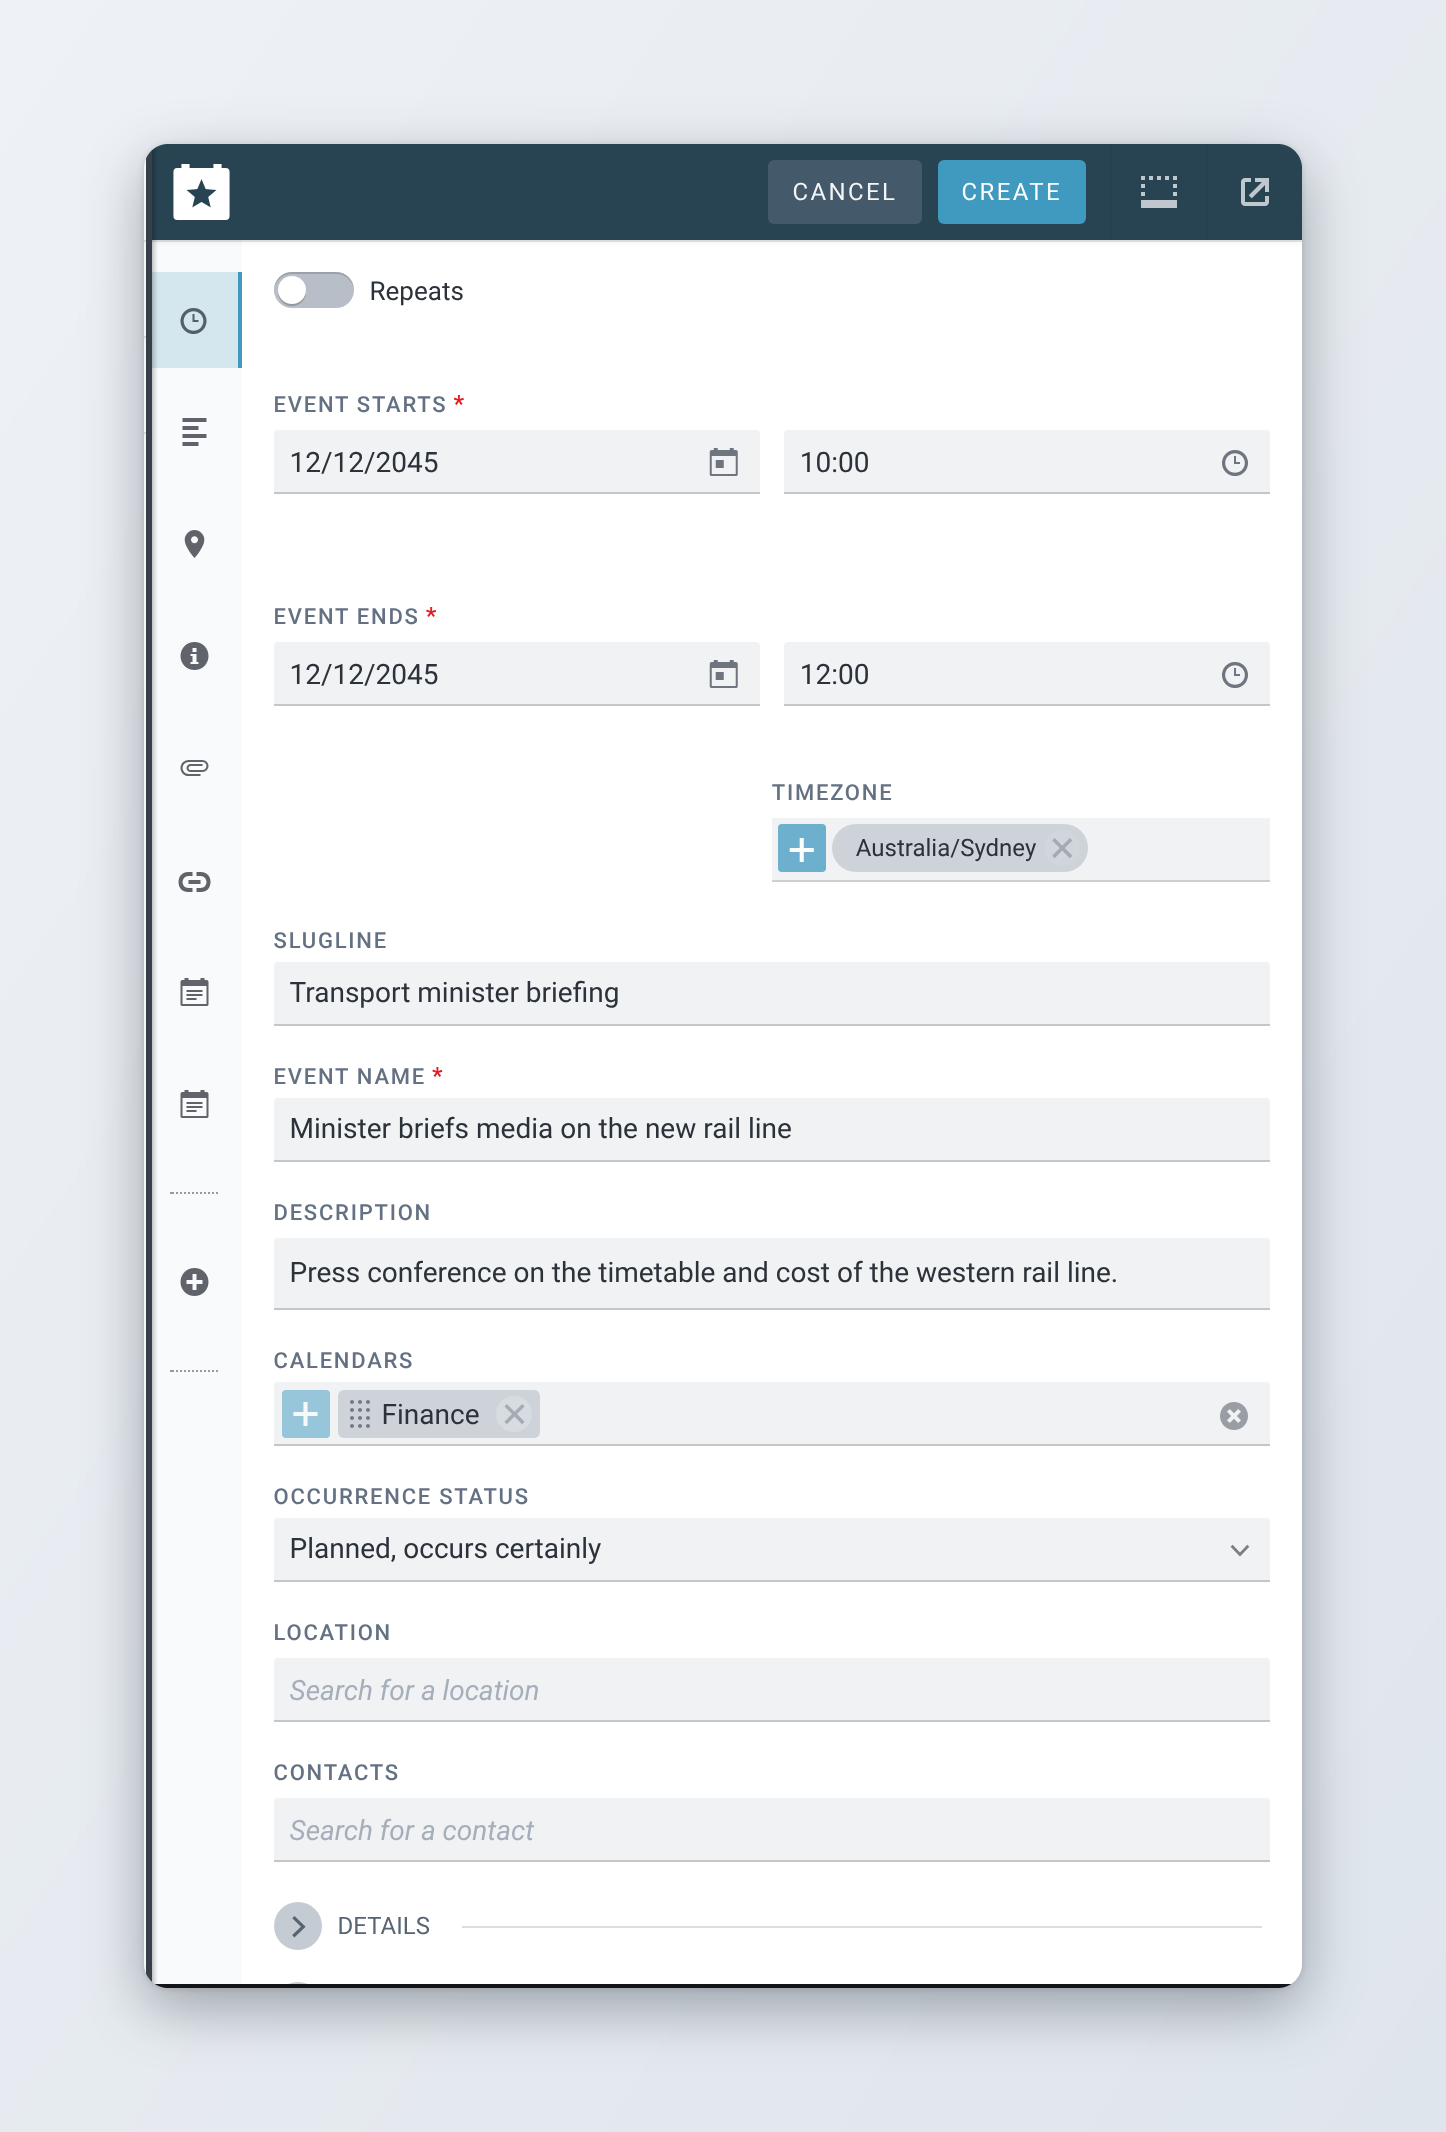 CANCEL
CREATE
Repeats
EVENT STARTS *
12/12/2045
10:00
EVENT ENDS *
12/12/2045
12:00
TIMEZONE
Australia/Sydney
SLUGLINE
Transport minister briefing
EVENT NAME *
Minister briefs media on the new rail line
DESCRIPTION
Press conference on the timetable and cost of the western rail line.
CALENDARS
Finance
OCCURRENCE STATUS
Planned, occurs certainly
LOCATION
Search for a location
CONTACTS
Search for a contact
DETAILS